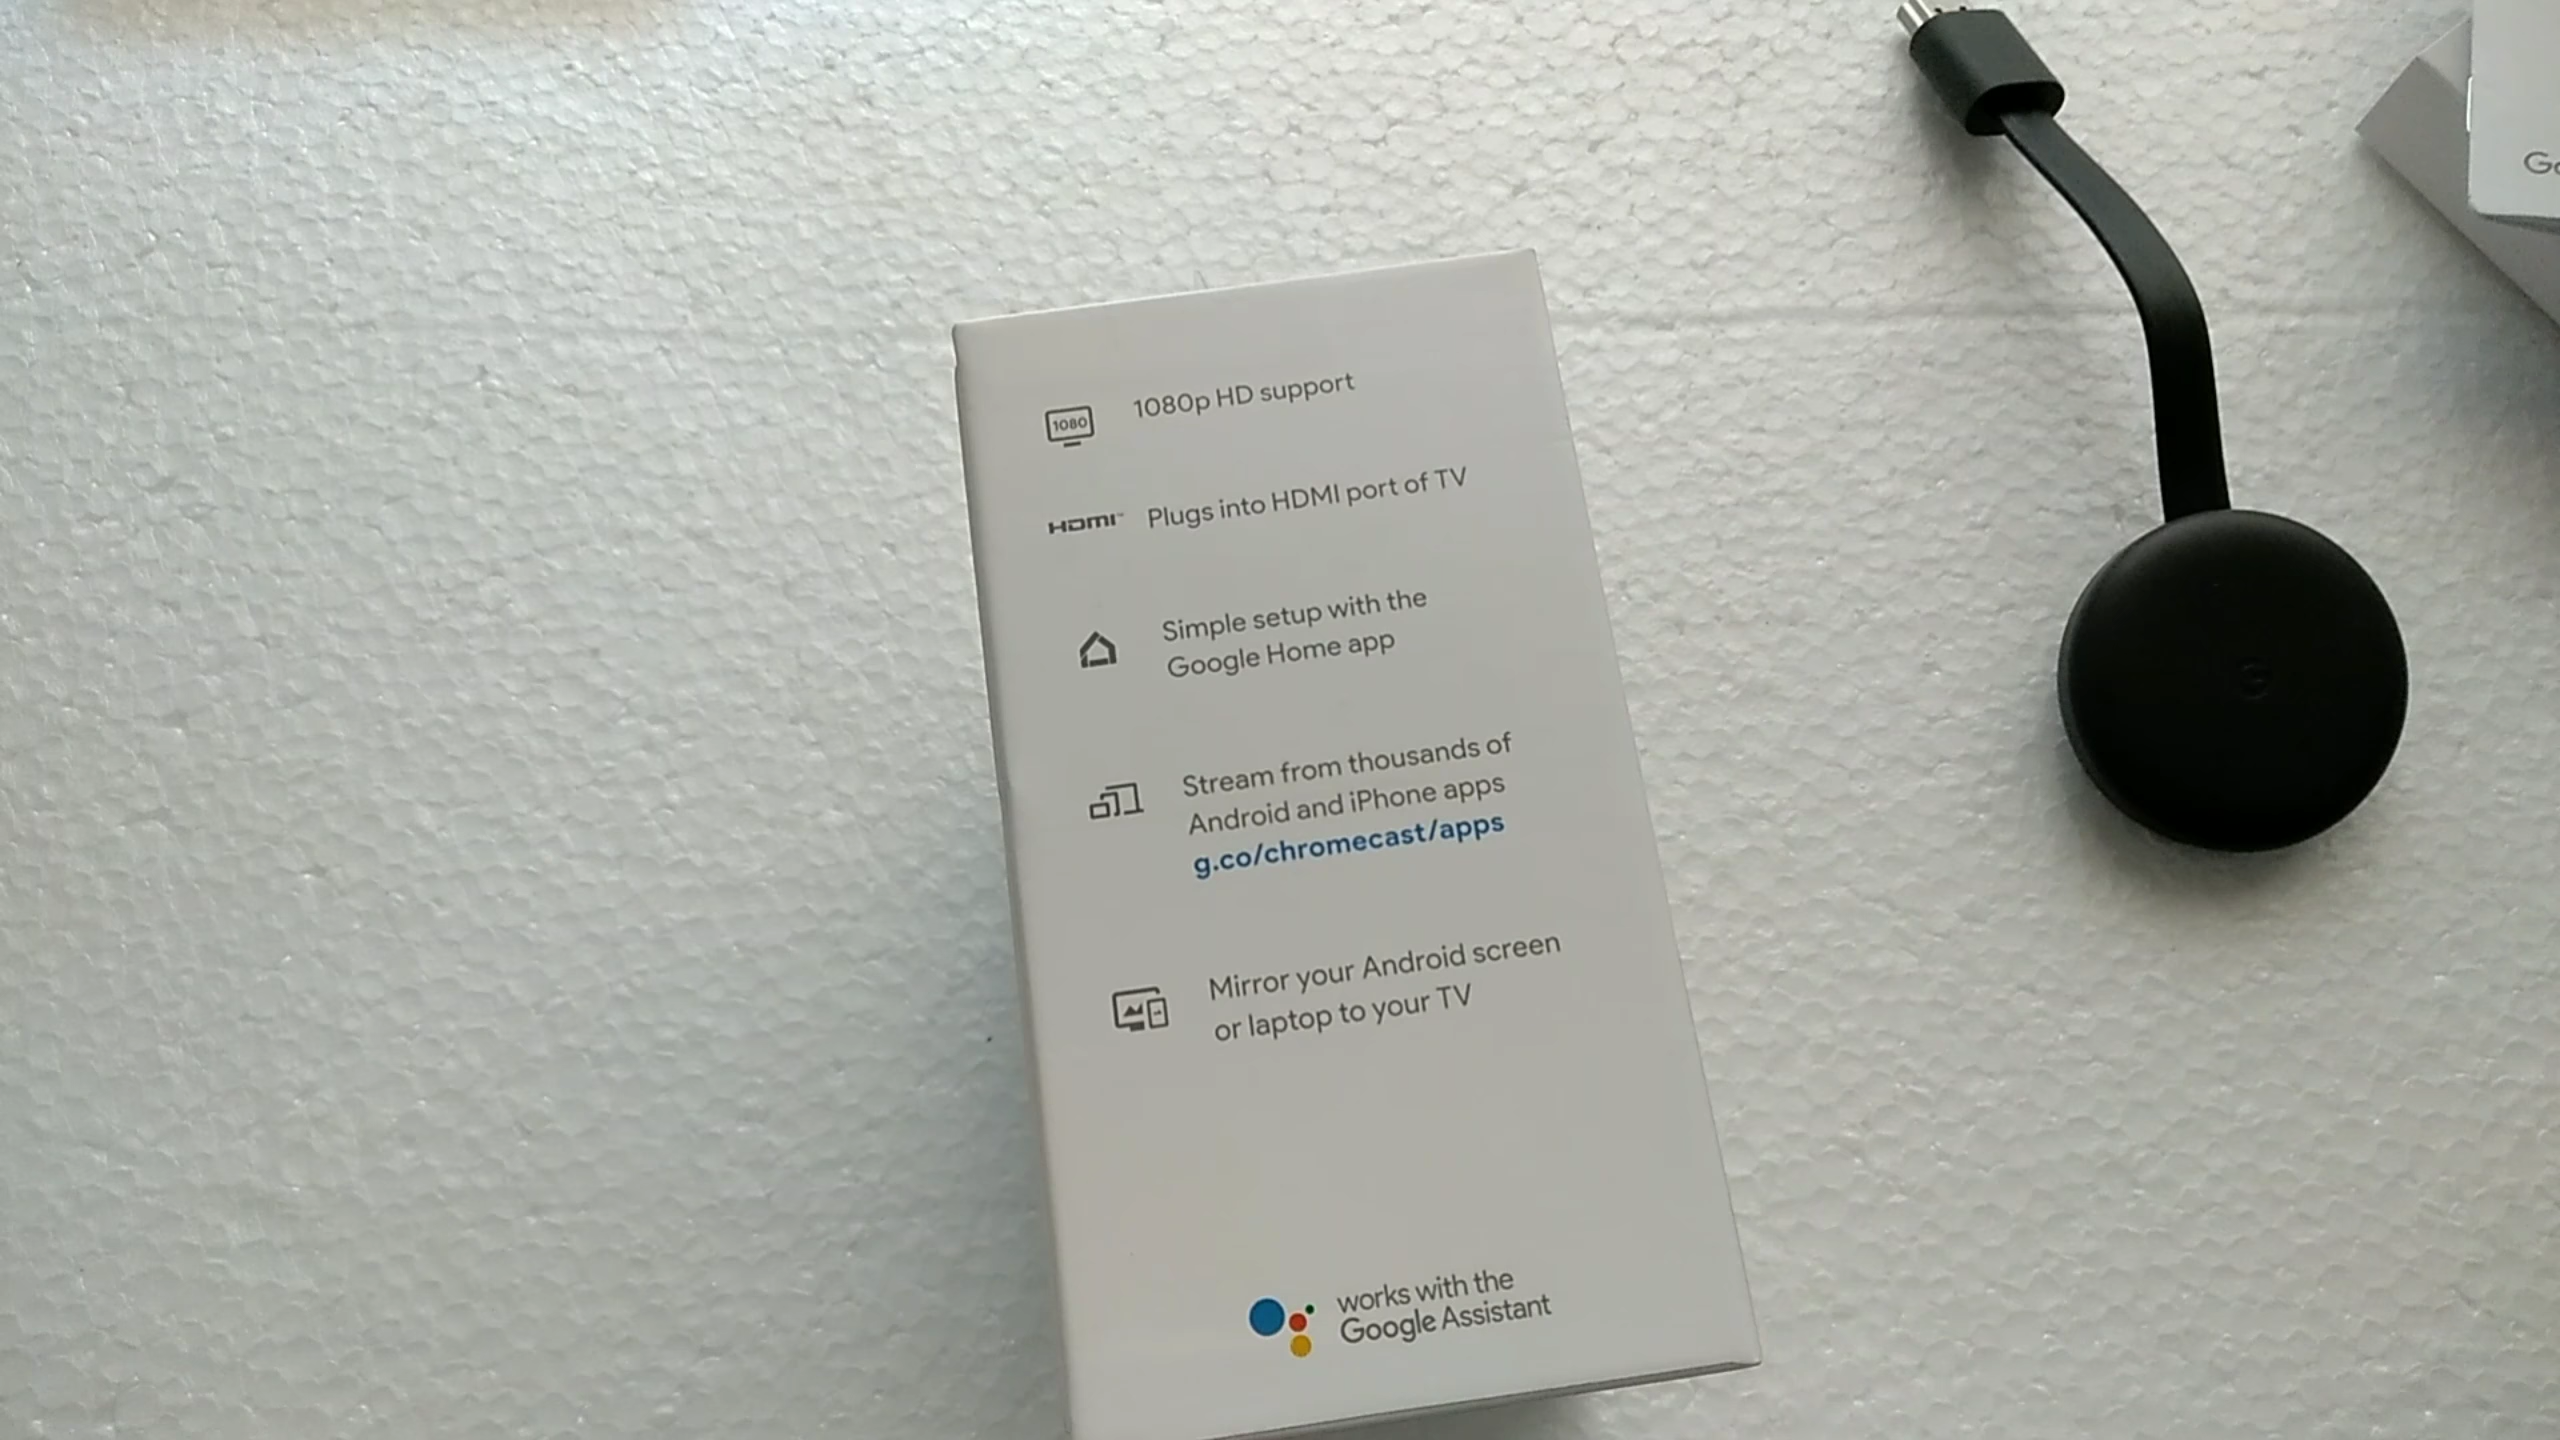 1080
1080p HD support
HDMI™ Plugs into HDMI port of TV
Simple setup with the
Google Home app
Stream from thousands of
Android and iPhone apps
g.co/chromecast/apps
Mirror your Android screen
or laptop to your TV
works with the
Google Assistant
G